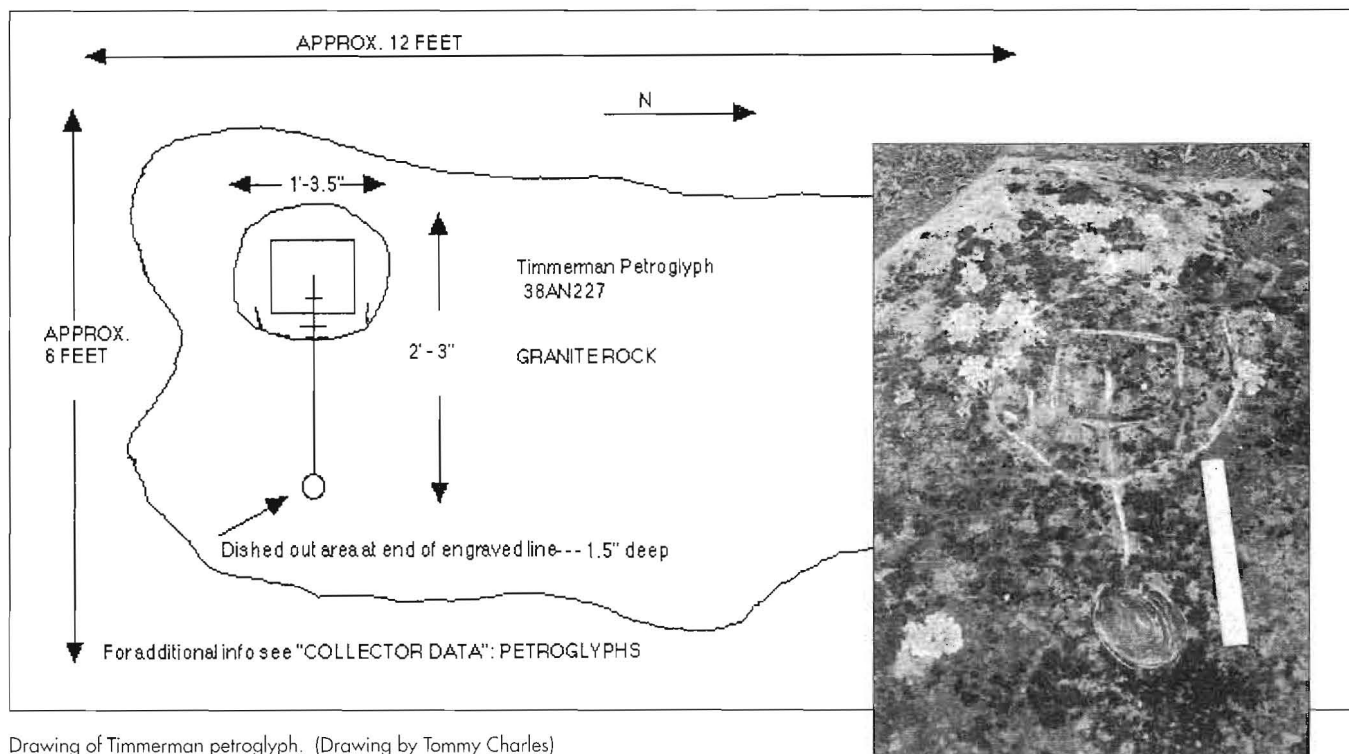 APPROX. 12 FEET
N
1'-3.5"
Timmerman Petroglyph
38AN227
APPROX.
6 FEET
2' - 3"
GRANITE ROCK
Dished out area at end of engraved line--- 1.5" deep
For additional info see "COLLECTOR DATA": PETROGLYPHS
Drawing of Timmerman petroglyph. (Drawing by Tommy Charles)